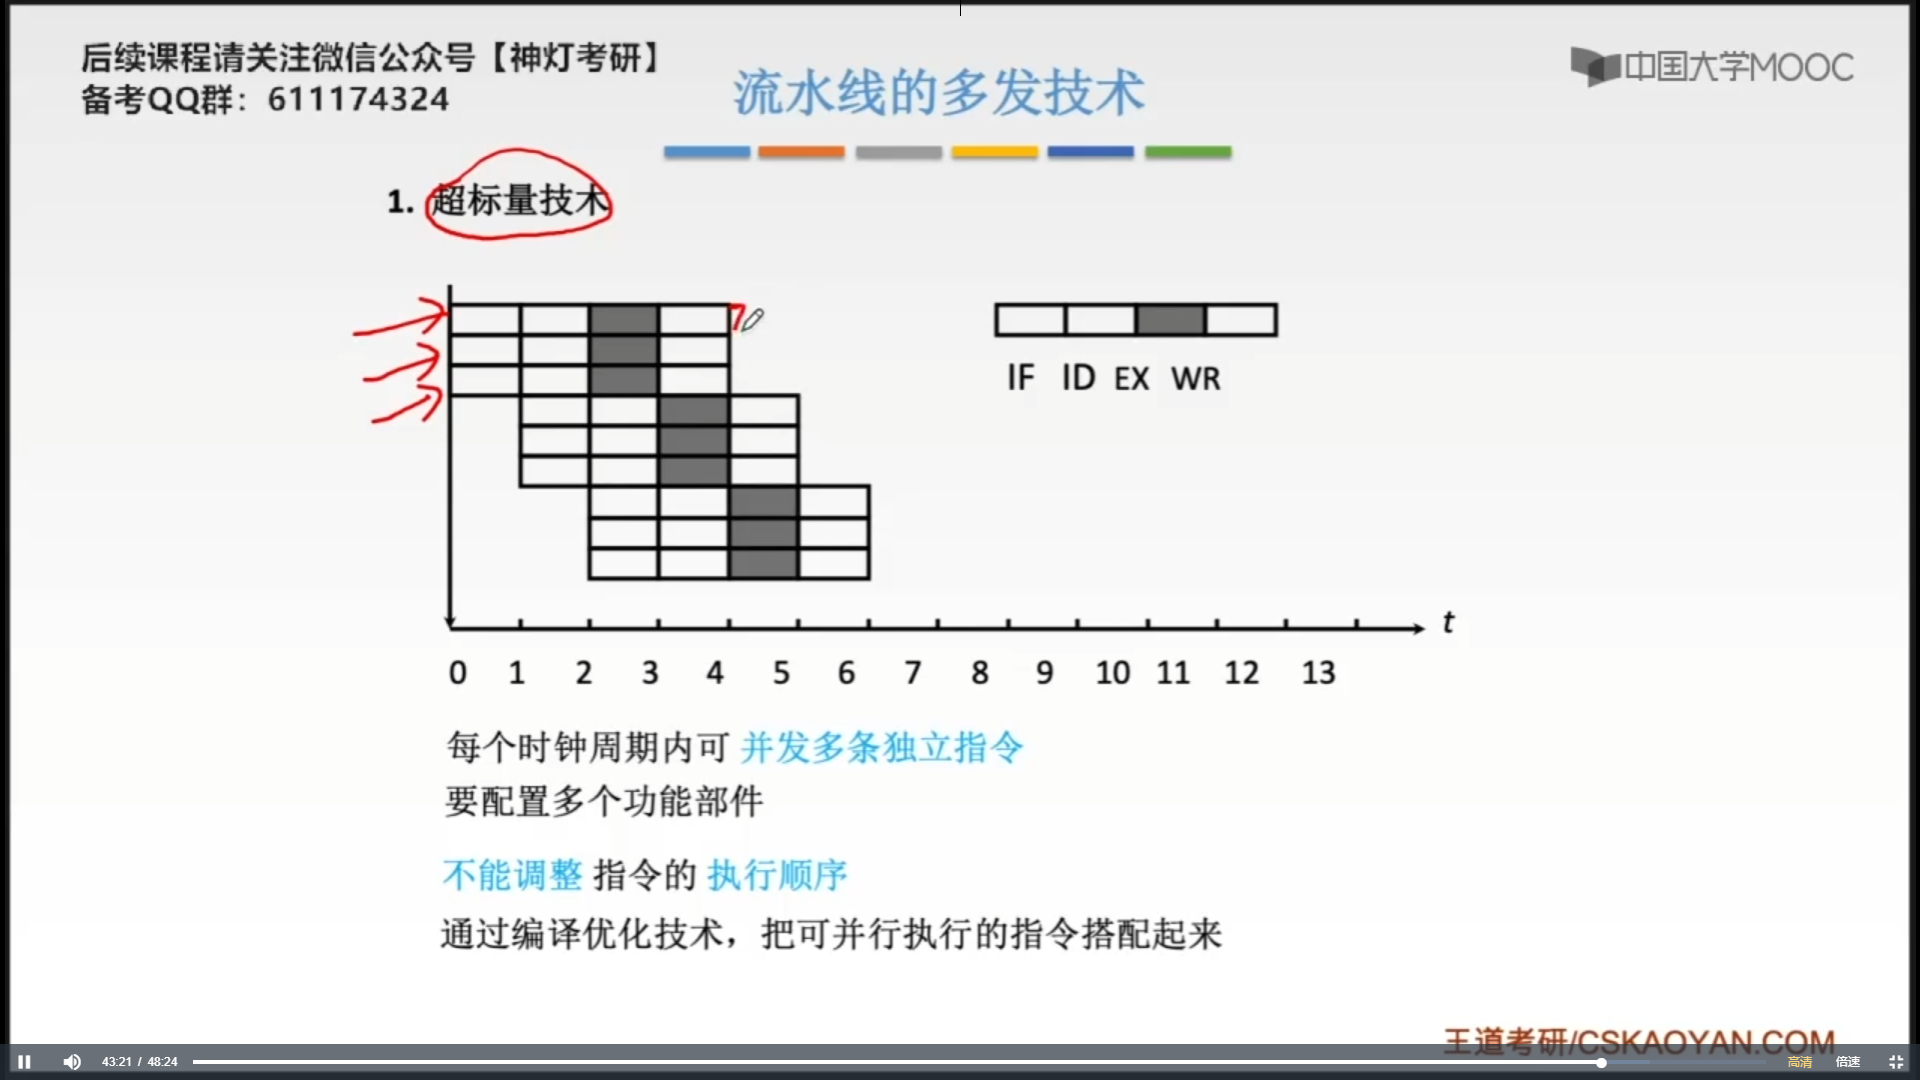 后续课程请关注微信公众号【神灯考研】
备考QQ群：611174324
中国大学MOOC
流水线的多发技术
1. 超标量技术
IF ID EX WR
t
0 1 2 3 4 5 6 7 8 9 10 11 12 13
每个时钟周期内可 并发多条独立指令
要配置多个功能部件
不能调整 指令的 执行顺序
通过编译优化技术，把可并行执行的指令搭配起来
王道考研/CSKAOYAN.COM
43:21 / 48:24
高清 倍速